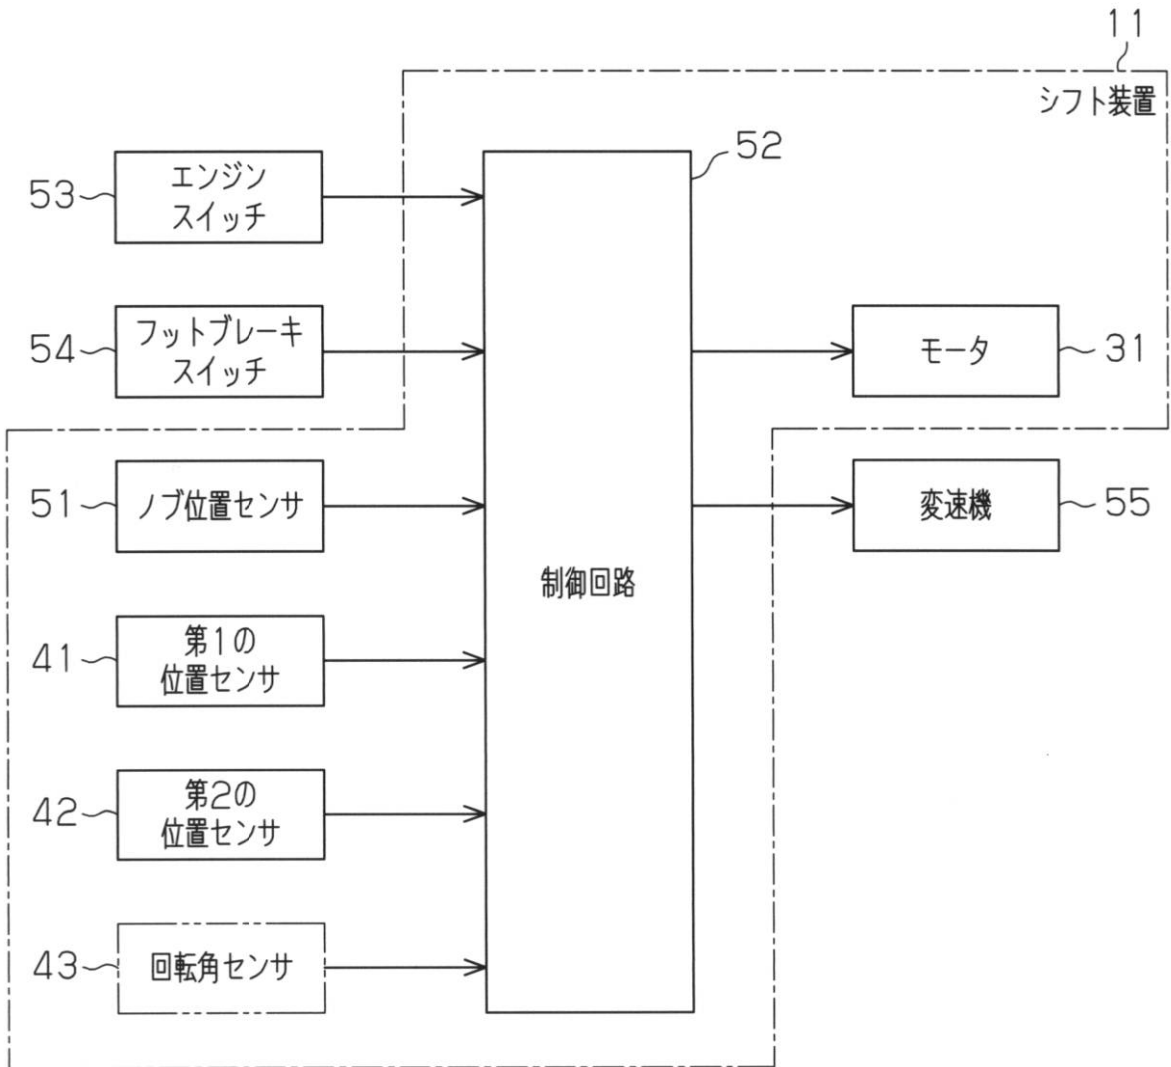 11
シフト装置
52
53
エンジン
スイッチ
54
フットブレーキ
スイッチ
モータ
31
51
ノブ位置センサ
変速機
55
制御回路
41
第1の
位置センサ
42
第2の
位置センサ
43
回転角センサ